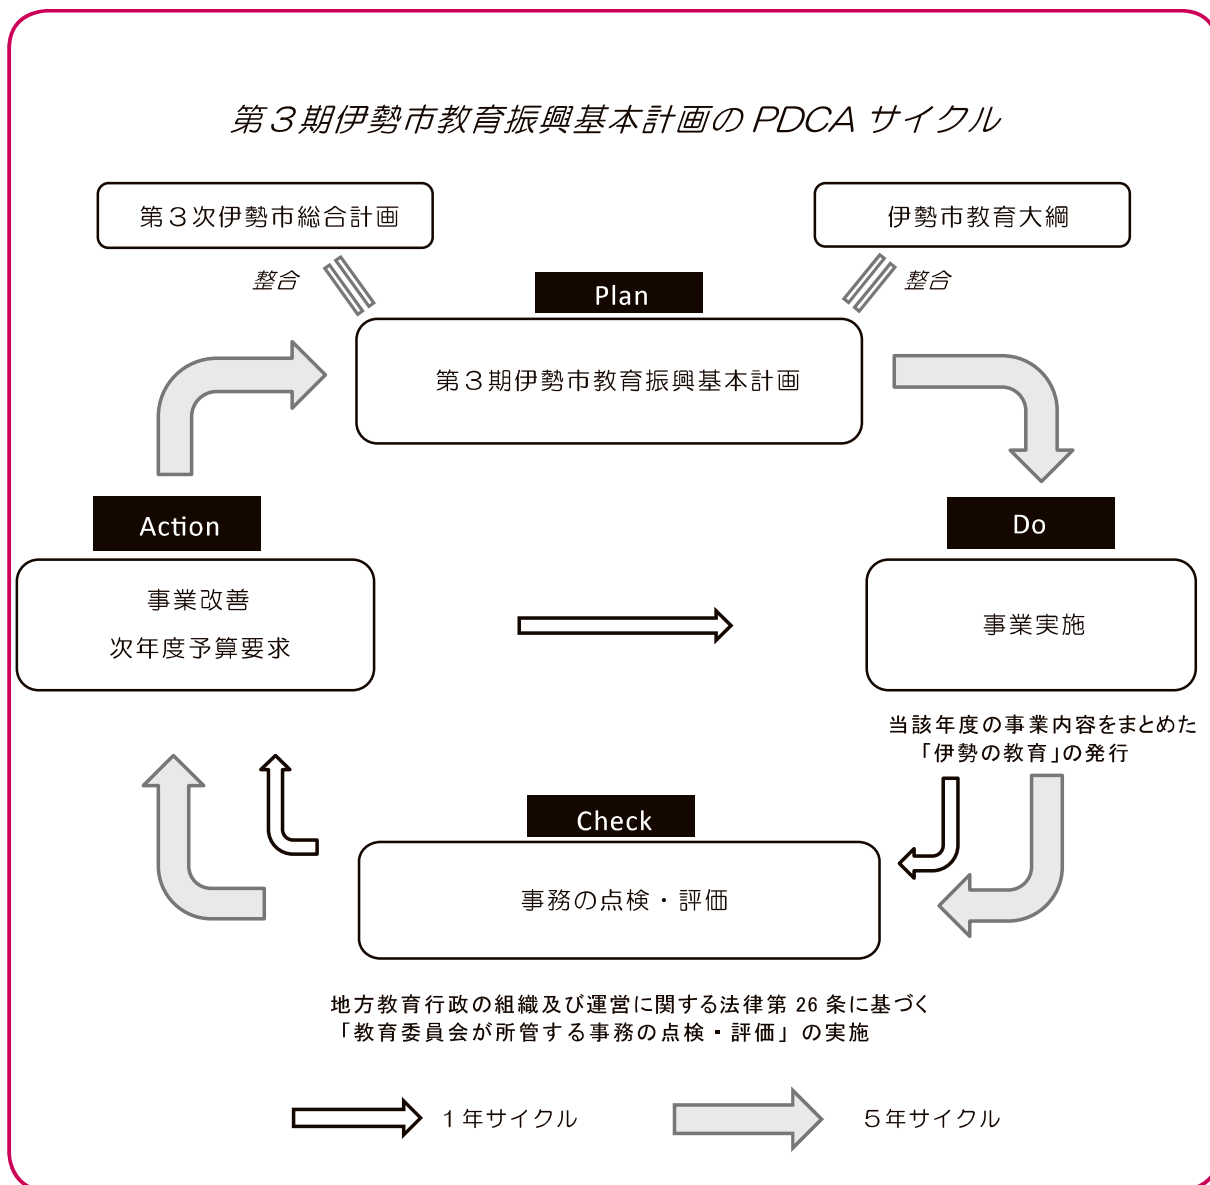 第３期伊勢市教育振興基本計画のPDCAサイクル
第３次伊勢市総合計画
伊勢市教育大綱
整合
整合
Plan
第３期伊勢市教育振興基本計画
Action
Do
事業改善
次年度予算要求
事業実施
当該年度の事業内容をまとめた
「伊勢の教育」の発行
Check
事務の点検・評価
地方教育行政の組織及び運営に関する法律第 26 条に基づく
「教育委員会が所管する事務の点検・評価」の実施
１年サイクル
５年サイクル